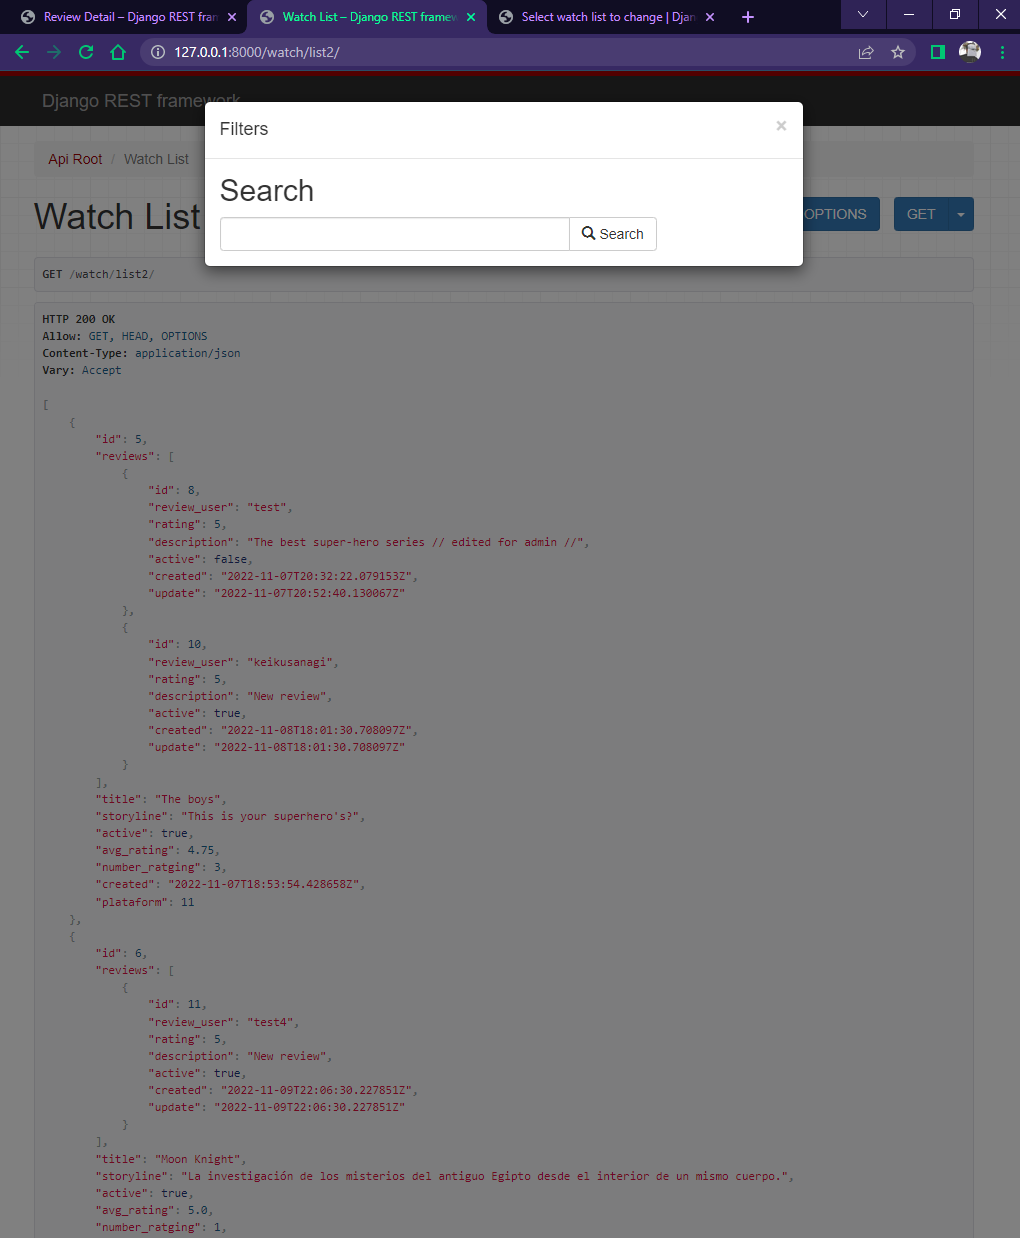 Review Detail – Django REST fram
Watch List – Django REST framew
Select watch list to change | Djan
127.0.0.1:8000/watch/list2/
Django REST framework
Filters
×
Api Root / Watch List
Search
Search
Watch List
OPTIONS
GET
GET /watch/list2/
HTTP 200 OK
Allow: GET, HEAD, OPTIONS
Content-Type: application/json
Vary: Accept
[
{
"id": 5,
"reviews": [
{
"id": 8,
"review_user": "test",
"rating": 5,
"description": "The best super-hero series // edited for admin //",
"active": false,
"created": "2022-11-07T20:32:22.079153Z",
"update": "2022-11-07T20:52:40.130067Z"
},
{
"id": 10,
"review_user": "keikusanagi",
"rating": 5,
"description": "New review",
"active": true,
"created": "2022-11-08T18:01:30.708097Z",
"update": "2022-11-08T18:01:30.708097Z"
}
],
"title": "The boys",
"storyline": "This is your superhero's?",
"active": true,
"avg_rating": 4.75,
"number_ratging": 3,
"created": "2022-11-07T18:53:54.428658Z",
"plataform": 11
},
{
"id": 6,
"reviews": [
{
"id": 11,
"review_user": "test4",
"rating": 5,
"description": "New review",
"active": true,
"created": "2022-11-09T22:06:30.227851Z",
"update": "2022-11-09T22:06:30.227851Z"
}
],
"title": "Moon Knight",
"storyline": "La investigación de los misterios del antiguo Egipto desde el interior de un mismo cuerpo.",
"active": true,
"avg_rating": 5.0,
"number_ratging": 1,